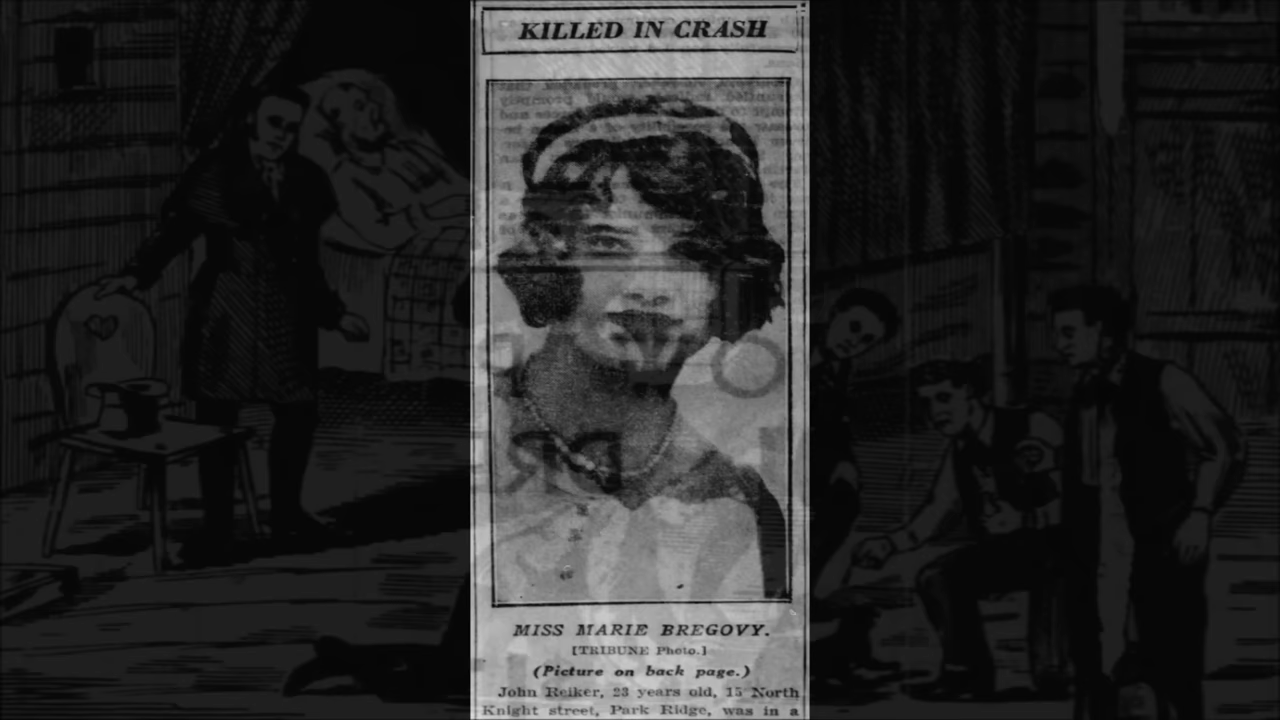 KILLED IN CRASH
MISS MARIE BREGOVY.
[TRIBUNE Photo.]
(Picture on back page.)
John Reiker, 23 years old, 15 North
Knight street, Park Ridge, was in a